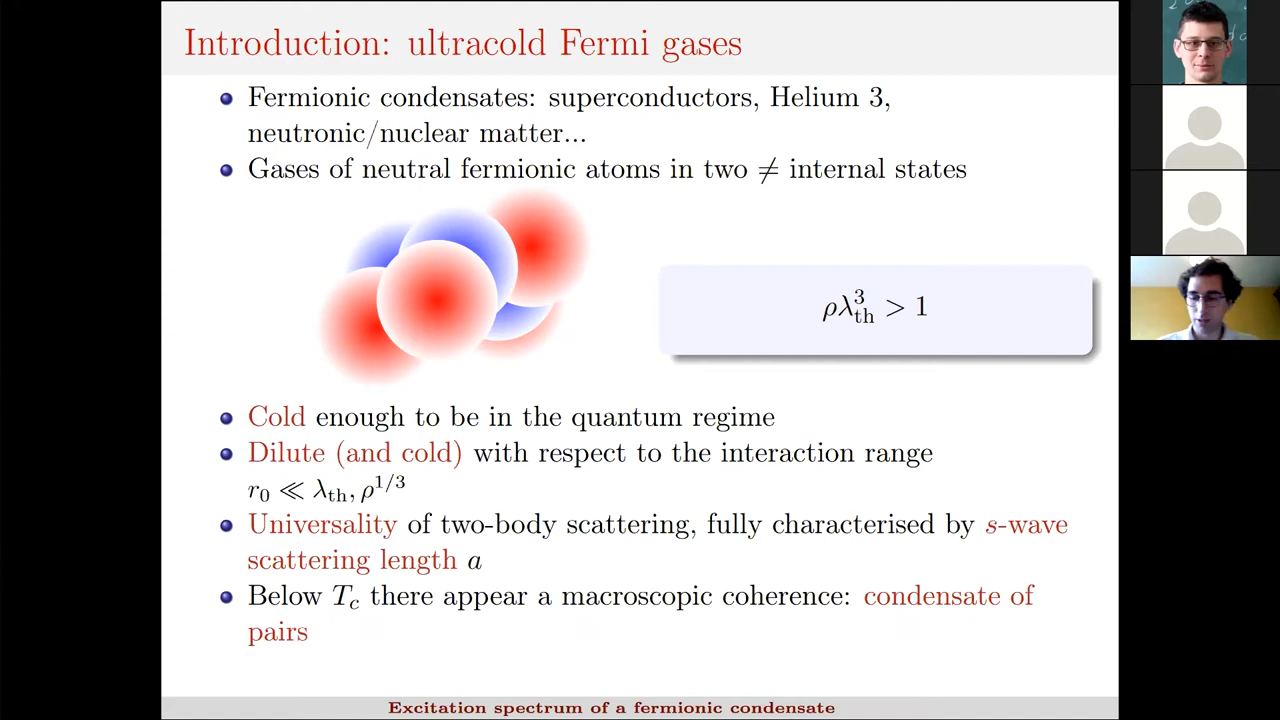 Introduction: ultracold Fermi gases
Fermionic condensates: superconductors, Helium 3,
neutronic/nuclear matter...
Gases of neutral fermionic atoms in two ≠ internal states
ρλ³th > 1
Cold enough to be in the quantum regime
Dilute (and cold) with respect to the interaction range
r₀ ≪ λth, ρ^1/3
Universality of two-body scattering, fully characterised by s-wave
scattering length a
Below Tc there appear a macroscopic coherence: condensate of
pairs
Excitation spectrum of a fermionic condensate